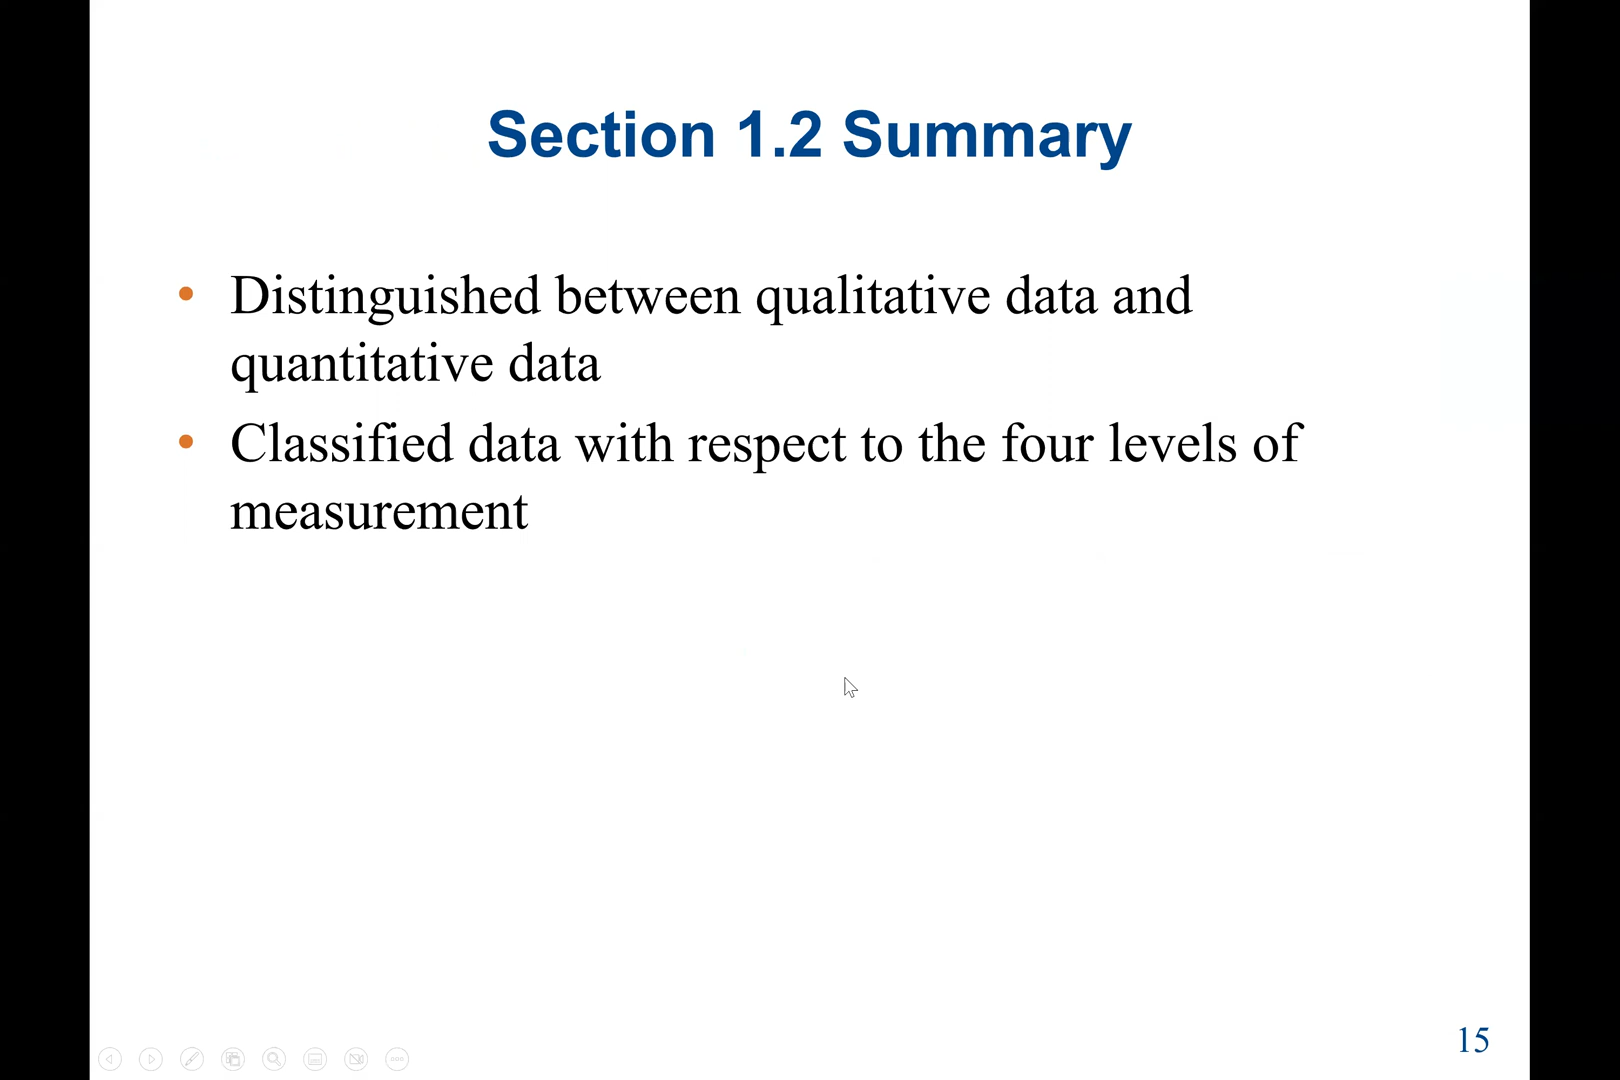 Section 1.2 Summary
• Distinguished between qualitative data and
quantitative data
• Classified data with respect to the four levels of
measurement
15